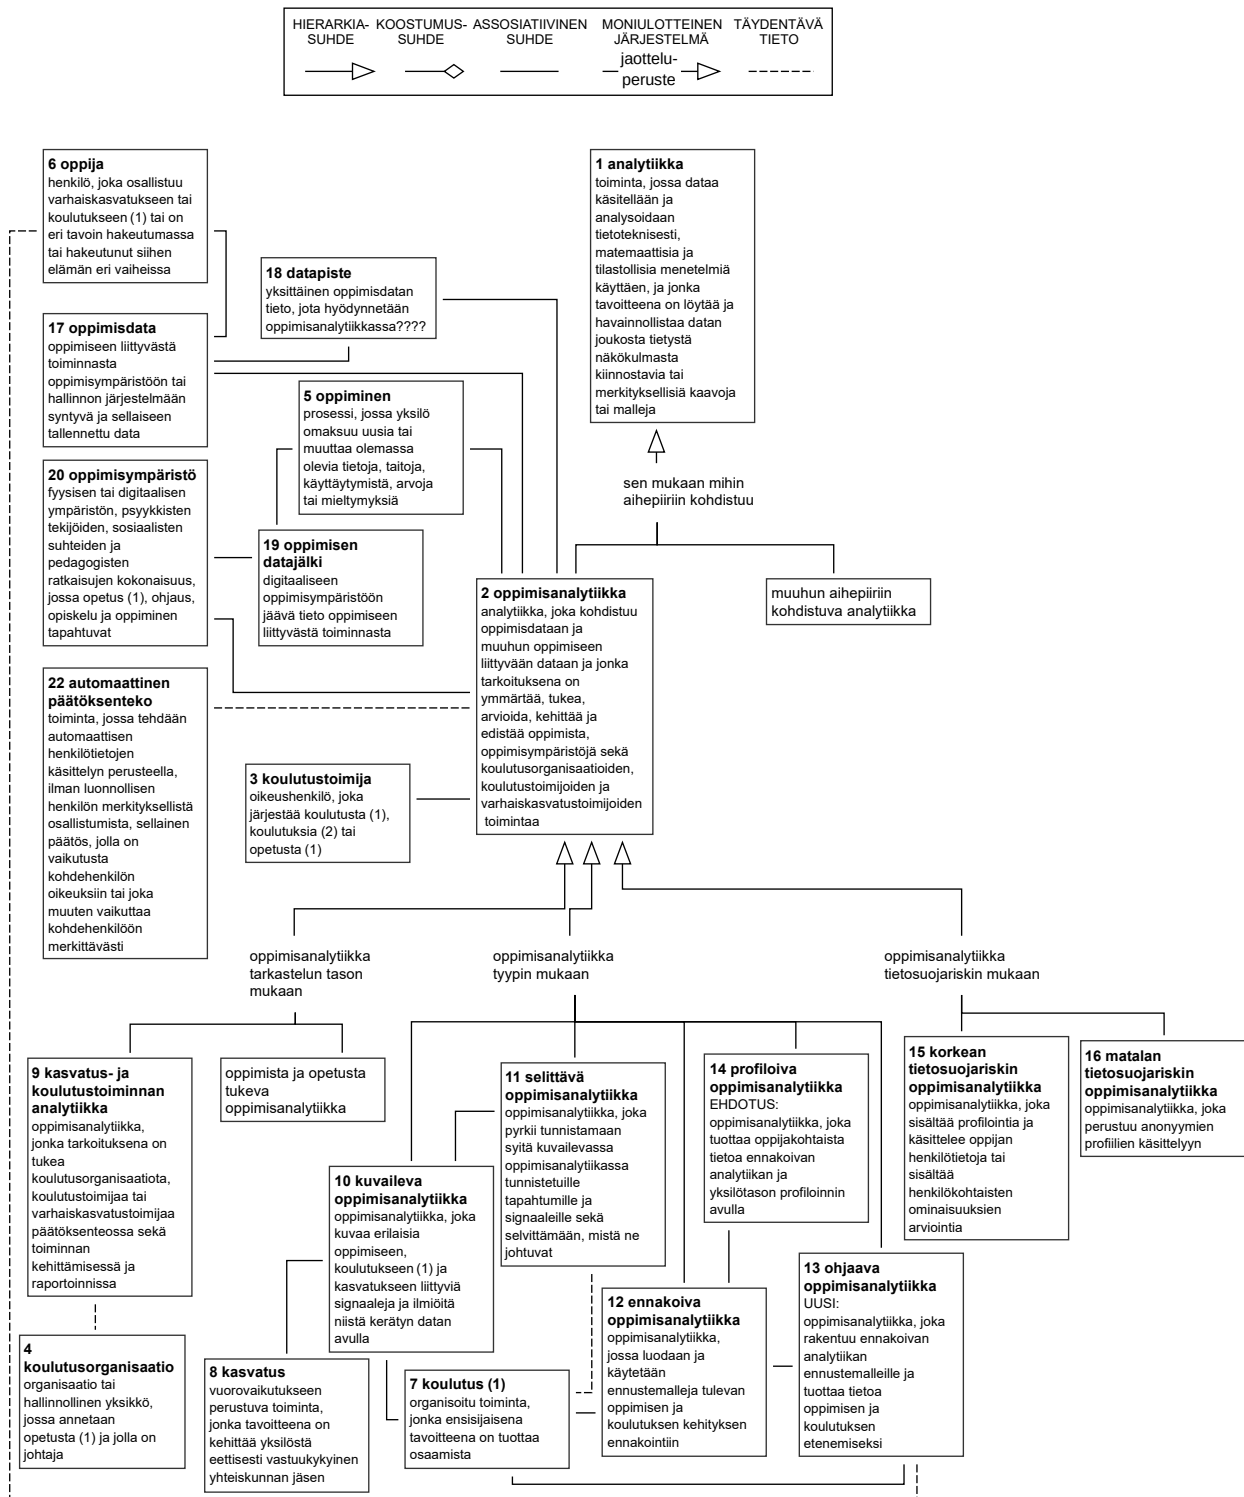 HIERARKIA-
SUHDE
KOOSTUMUS-
SUHDE
ASSOSIATIIVINEN
SUHDE
MONIULOTTEINEN
JÄRJESTELMÄ
jaottelu-
peruste
TÄYDENTÄVÄ
TIETO
6 oppija
henkilö, joka osallistuu
varhaiskasvatukseen tai
koulutukseen (1) tai on
eri tavoin hakeutumassa
tai hakeutunut siihen
elämän eri vaiheissa
1 analytiikka
toiminta, jossa dataa
käsitellään ja
analysoidaan
tietoteknisesti,
matemaattisia ja
tilastollisia menetelmiä
käyttäen, ja jonka
tavoitteena on löytää ja
havainnollistaa datan
joukosta tietystä
näkökulmasta
kiinnostavia tai
merkityksellisiä kaavoja
tai malleja
18 datapiste
yksittäinen oppimisdatan
tieto, jota hyödynnetään
oppimisanalytiikkassa????
17 oppimisdata
oppimiseen liittyvästä
toiminnasta
oppimisympäristöön tai
hallinnon järjestelmään
syntyvä ja sellaiseen
tallennettu data
5 oppiminen
prosessi, jossa yksilö
omaksuu uusia tai
muuttaa olemassa
olevia tietoja, taitoja,
käyttäytymistä, arvoja
tai mieltymyksiä
sen mukaan mihin
aihepiiriin kohdistuu
20 oppimisympäristö
fyysisen tai digitaalisen
ympäristön, psyykkisten
tekijöiden, sosiaalisten
suhteiden ja
pedagogisten
ratkaisujen kokonaisuus,
jossa opetus (1), ohjaus,
opiskelu ja oppiminen
tapahtuvat
19 oppimisen
datajälki
digitaaliseen
oppimisympäristöön
jäävä tieto oppimiseen
liittyvästä toiminnasta
2 oppimisanalytiikka
analytiikka, joka kohdistuu
oppimisdataan ja
muuhun oppimiseen
liittyvään dataan ja jonka
tarkoituksena on
ymmärtää, tukea,
arvioida, kehittää ja
edistää oppimista,
oppimisympäristöjä sekä
koulutusorganisaatioiden,
koulutustoimijoiden ja
varhaiskasvatustoimijoiden
toimintaa
muuhun aihepiiriin
kohdistuva analytiikka
22 automaattinen
päätöksenteko
toiminta, jossa tehdään
automaattisen
henkilötietojen
käsittelyn perusteella,
ilman luonnollisen
henkilön merkityksellistä
osallistumista, sellainen
päätös, jolla on
vaikutusta
kohdehenkilön
oikeuksiin tai joka
muuten vaikuttaa
kohdehenkilöön
merkittävästi
3 koulutustoimija
oikeushenkilö, joka
järjestää koulutusta (1),
koulutuksia (2) tai
opetusta (1)
oppimisanalytiikka
tarkastelun tason
mukaan
oppimisanalytiikka
tyypin mukaan
oppimisanalytiikka
tietosuojariskin mukaan
9 kasvatus- ja
koulutustoiminnan
analytiikka
oppimisanalytiikka,
jonka tarkoituksena on
tukea
koulutusorganisaatiota,
koulutustoimijaa tai
varhaiskasvatustoimijaa
päätöksenteossa sekä
toiminnan
kehittämisessä ja
raportoinnissa
oppimista ja opetusta
tukeva
oppimisanalytiikka
11 selittävä
oppimisanalytiikka
oppimisanalytiikka, joka
pyrkii tunnistamaan
syitä kuvailevassa
oppimisanalytiikassa
tunnistetuille
tapahtumille ja
signaaleille sekä
selvittämään, mistä ne
johtuvat
14 profiloiva
oppimisanalytiikka
EHDOTUS:
oppimisanalytiikka, joka
tuottaa oppijakohtaista
tietoa ennakoivan
analytiikan ja
yksilötason profiloinnin
avulla
15 korkean
tietosuojariskin
oppimisanalytiikka
oppimisanalytiikka, joka
sisältää profilointia ja
käsittelee oppijan
henkilötietoja tai
sisältää
henkilökohtaisten
ominaisuuksien
arviointia
16 matalan
tietosuojariskin
oppimisanalytiikka
oppimisanalytiikka, joka
perustuu anonyymien
profiilien käsittelyyn
10 kuvaileva
oppimisanalytiikka
oppimisanalytiikka, joka
kuvaa erilaisia
oppimiseen,
koulutukseen (1) ja
kasvatukseen liittyviä
signaaleja ja ilmiöitä
niistä kerätyn datan
avulla
13 ohjaava
oppimisanalytiikka
UUSI:
oppimisanalytiikka, joka
rakentuu ennakoivan
analytiikan
ennustemalleille ja
tuottaa tietoa
oppimisen ja
koulutuksen
etenemiseksi
12 ennakoiva
oppimisanalytiikka
oppimisanalytiikka,
jossa luodaan ja
käytetään
ennustemalleja tulevan
oppimisen ja
koulutuksen kehityksen
ennakointiin
4
koulutusorganisaatio
organisaatio tai
hallinnollinen yksikkö,
jossa annetaan
opetusta (1) ja jolla on
johtaja
8 kasvatus
vuorovaikutukseen
perustuva toiminta,
jonka tavoitteena on
kehittää yksilöstä
eettisesti vastuukykyinen
yhteiskunnan jäsen
7 koulutus (1)
organisoitu toiminta,
jonka ensisijaisena
tavoitteena on tuottaa
osaamista